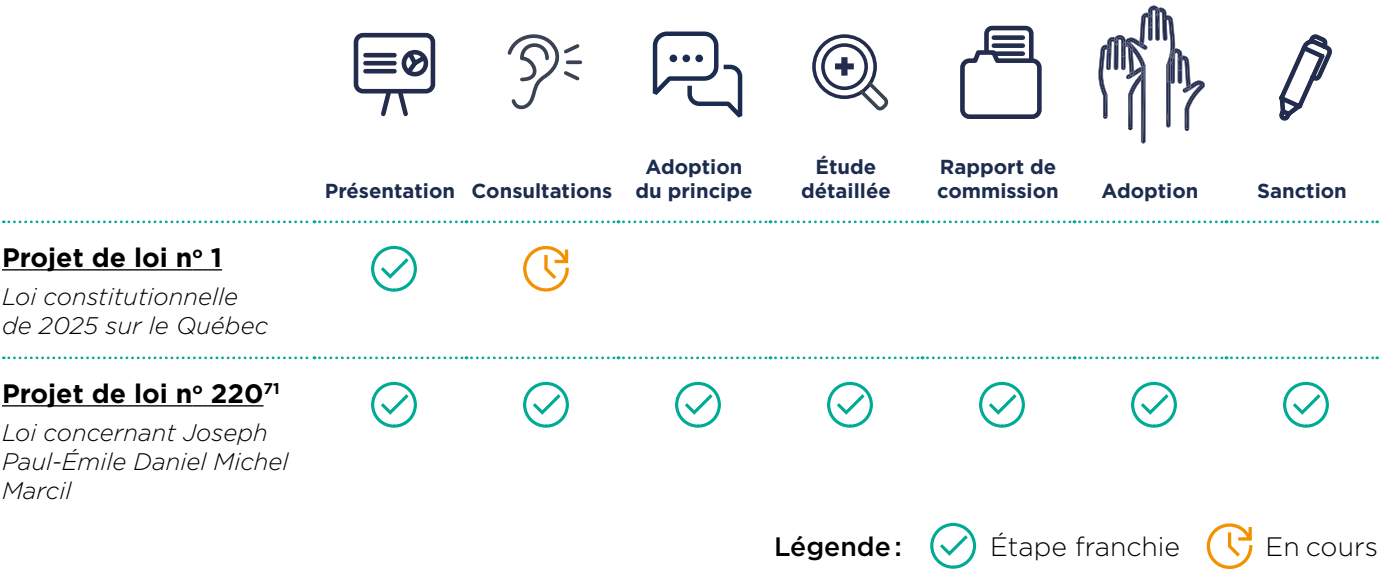 Présentation
Consultations
Adoption
du principe
Étude
détaillée
Rapport de
commission
Adoption
Sanction
Projet de loi nº 1
Loi constitutionnelle
de 2025 sur le Québec
Projet de loi nº 220⁷¹
Loi concernant Joseph
Paul-Émile Daniel Michel
Marcil
Légende : Étape franchie En cours